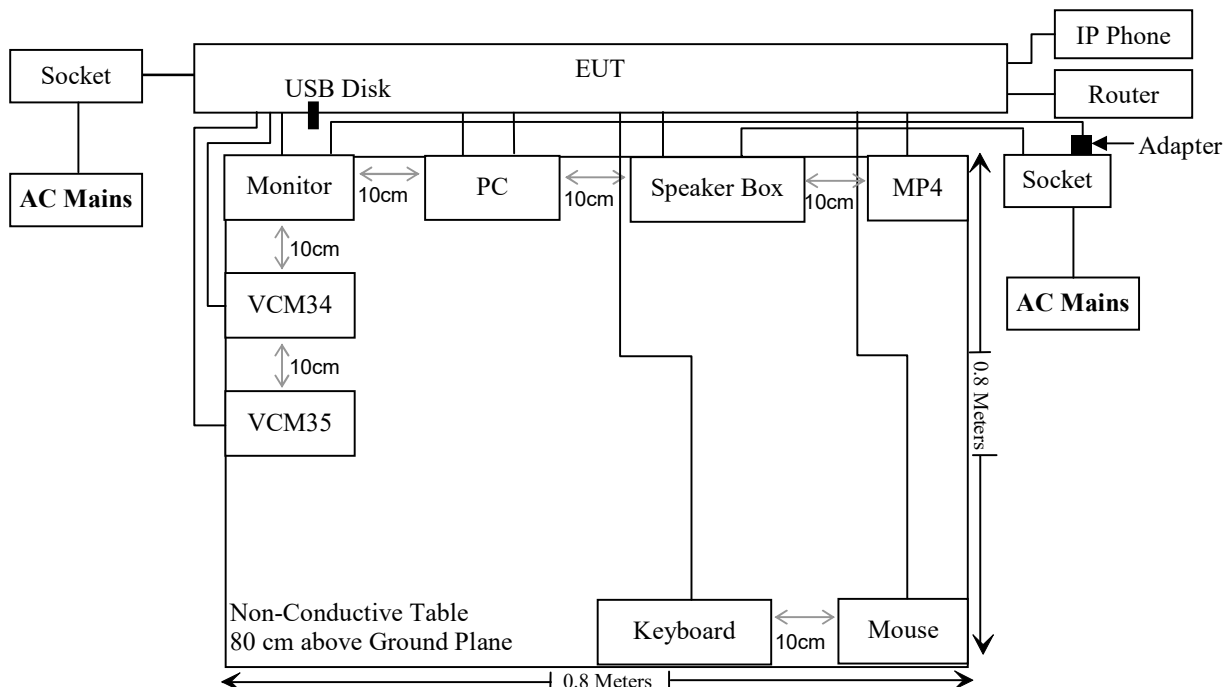 IP Phone
EUT
Socket
USB Disk
Router
Adapter
Monitor
10cm
PC
10cm
Speaker Box
10cm
MP4
Socket
AC Mains
10cm
VCM34
AC Mains
10cm
0.8 Meters
VCM35
Non-Conductive Table
80 cm above Ground Plane
Keyboard
10cm
Mouse
0.8 Meters